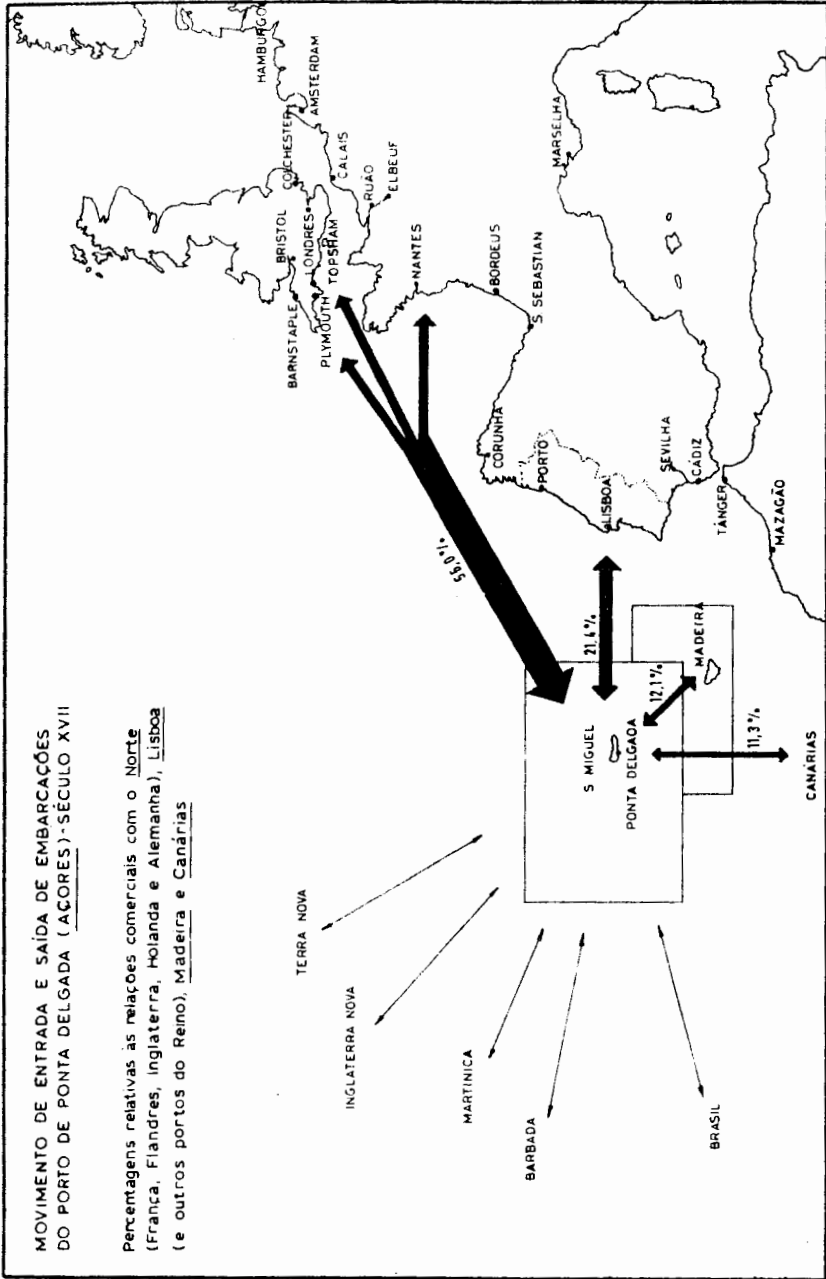 MOVIMENTO DE ENTRADA E SAÍDA DE EMBARCAÇÕES
DO PORTO DE PONTA DELGADA (AÇORES)-SÉCULO XVII
Percentagens relativas às relações comerciais com o Norte
(França, Flandres, Inglaterra, Holanda e Alemanha), Lisboa
(e outros portos do Reino), Madeira e Canárias
HAMBURGO
AMSTERDAM
COLCHESTER
CALAIS
RUÃO
ELBEUF
BRISTOL
LONDRES
TOPSHAM
BARNSTAPLE
PLYMOUTH
NANTES
BORDEUS
S SEBASTIAN
MARSELHA
CORUNHA
PORTO
LISBOA
SEVILHA
CÁDIZ
TÂNGER
MAZAGÃO
56,0%
21,4%
12,1%
11,3%
MADEIRA
S MIGUEL
PONTA DELGADA
CANÁRIAS
TERRA NOVA
INGLATERRA NOVA
MARTINICA
BARBADA
BRASIL